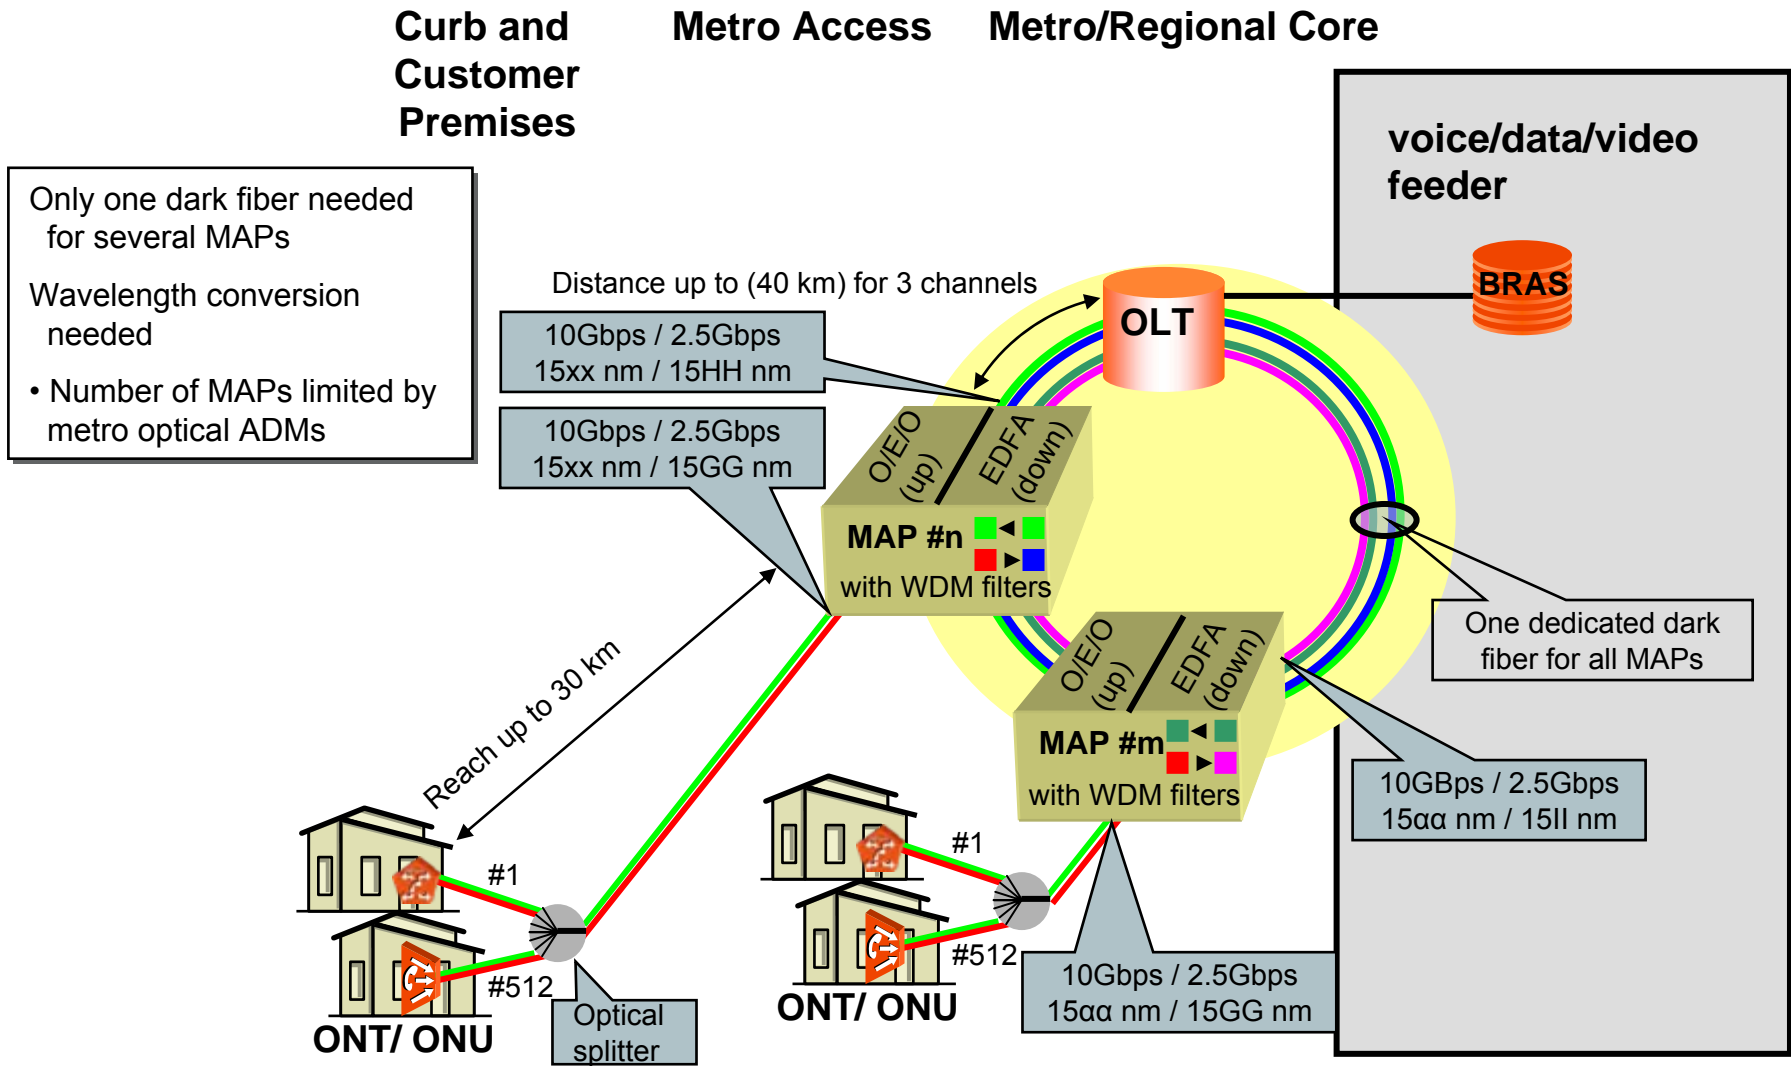 Curb and
Customer
Premises
Metro Access
Metro/Regional Core
voice/data/video
feeder
BRAS
Only one dark fiber needed
for several MAPs
Wavelength conversion
needed
• Number of MAPs limited by
metro optical ADMs
Distance up to (40 km) for 3 channels
OLT
10Gbps / 2.5Gbps
15xx nm / 15HH nm
10Gbps / 2.5Gbps
15xx nm / 15GG nm
O/E/O
(up)
EDFA
(down)
MAP #n
with WDM filters
One dedicated dark
fiber for all MAPs
O/E/O
(up)
EDFA
(down)
MAP #m
with WDM filters
10GBps / 2.5Gbps
15αα nm / 15II nm
Reach up to 30 km
#1
#512
ONT/ ONU
Optical
splitter
#1
#512
ONT/ ONU
10Gbps / 2.5Gbps
15αα nm / 15GG nm